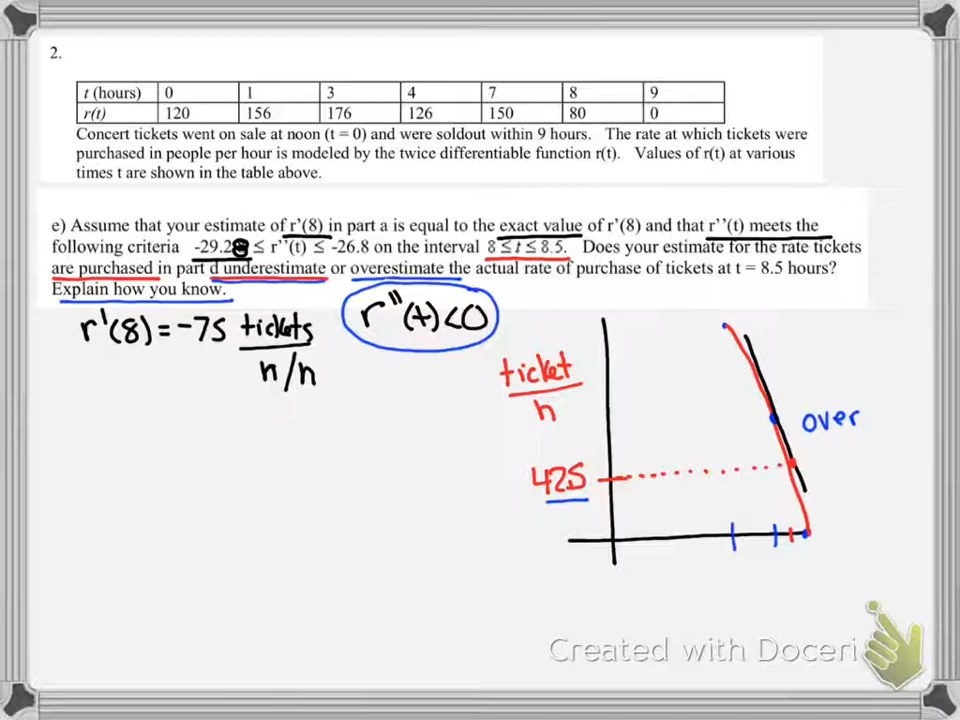 2.
t (hours) 0 1 3 4 7 8 9
r(t) 120 156 176 126 150 80 0
Concert tickets went on sale at noon (t = 0) and were soldout within 9 hours. The rate at which tickets were
purchased in people per hour is modeled by the twice differentiable function r(t). Values of r(t) at various
times t are shown in the table above.
e) Assume that your estimate of r'(8) in part a is equal to the exact value of r'(8) and that r''(t) meets the
following criteria -29.28 ≤ r''(t) ≤ -26.8 on the interval 8 ≤ t ≤ 8.5. Does your estimate for the rate tickets
are purchased in part d underestimate or overestimate the actual rate of purchase of tickets at t = 8.5 hours?
Explain how you know.
r'(8) = -75 tickets
h/h
r''(t) < 0
ticket
h
over
42.5
Created with Doceri